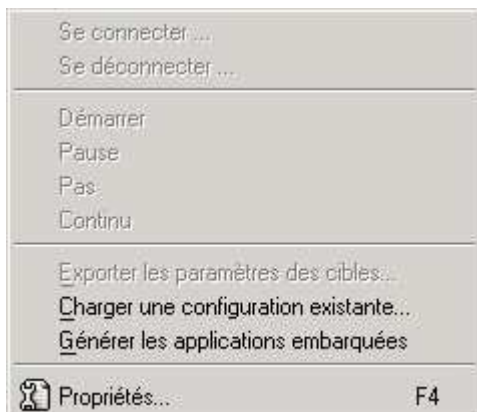 Se connecter ...
Se déconnecter ...
Démarrer
Pause
Pas
Continu
Exporter les paramètres des cibles...
Charger une configuration existante...
Générer les applications embarquées
Propriétés... F4